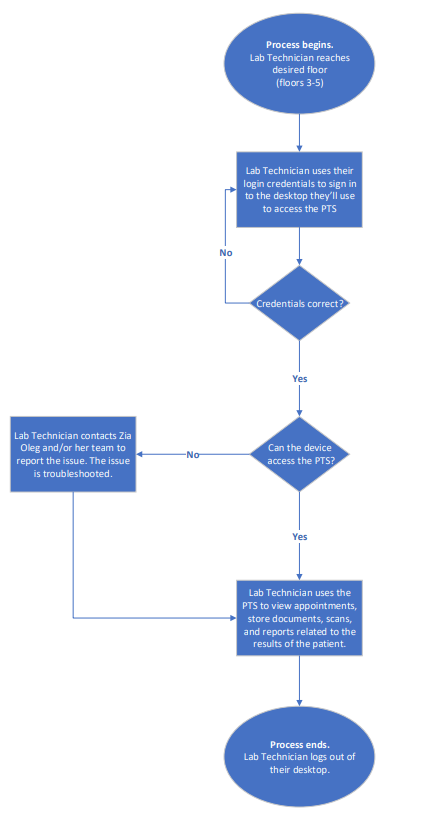 Process begins.
Lab Technician reaches
desired floor
(floors 3-5)
Lab Technician uses their
login credentials to sign in
to the desktop they'll use
to access the PTS
No
Credentials correct?
Yes
Can the device
access the PTS?
No
Lab Technician contacts Zia
Oleg and/or her team to
report the issue. The issue
is troubleshooted.
Yes
Lab Technician uses the
PTS to view appointments,
store documents, scans,
and reports related to the
results of the patient.
Process ends.
Lab Technician logs out of
their desktop.